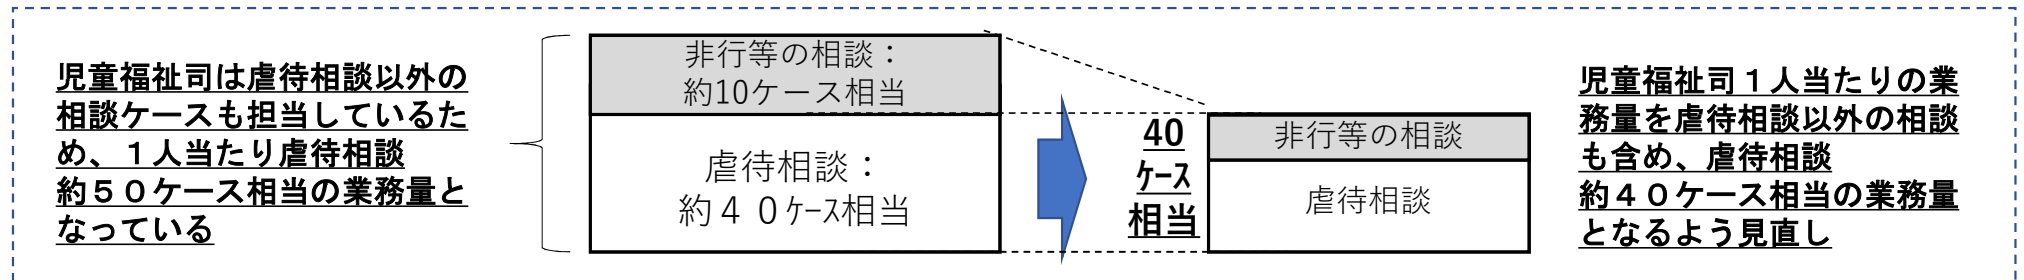 児童福祉司は虐待相談以外の
相談ケースも担当しているた
め、１人当たり虐待相談
約５０ケース相当の業務量と
なっている
非行等の相談：
約10ケース相当
虐待相談：
約４０ｹｰｽ相当
40
ｹｰｽ
相当
非行等の相談
虐待相談
児童福祉司１人当たりの業
務量を虐待相談以外の相談
も含め、虐待相談
約４０ケース相当の業務量
となるよう見直し